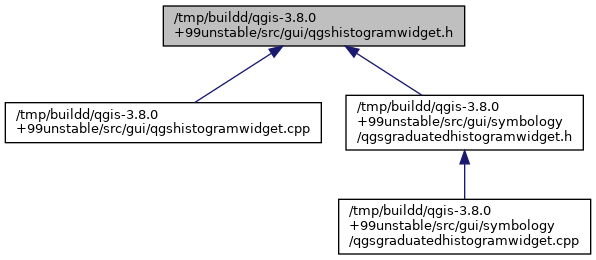 /tmp/buildd/qgis-3.8.0
+99unstable/src/gui/qgshistogramwidget.h
/tmp/buildd/qgis-3.8.0
+99unstable/src/gui/qgshistogramwidget.cpp
/tmp/buildd/qgis-3.8.0
+99unstable/src/gui/symbology
/qgsgraduatedhistogramwidget.h
/tmp/buildd/qgis-3.8.0
+99unstable/src/gui/symbology
/qgsgraduatedhistogramwidget.cpp